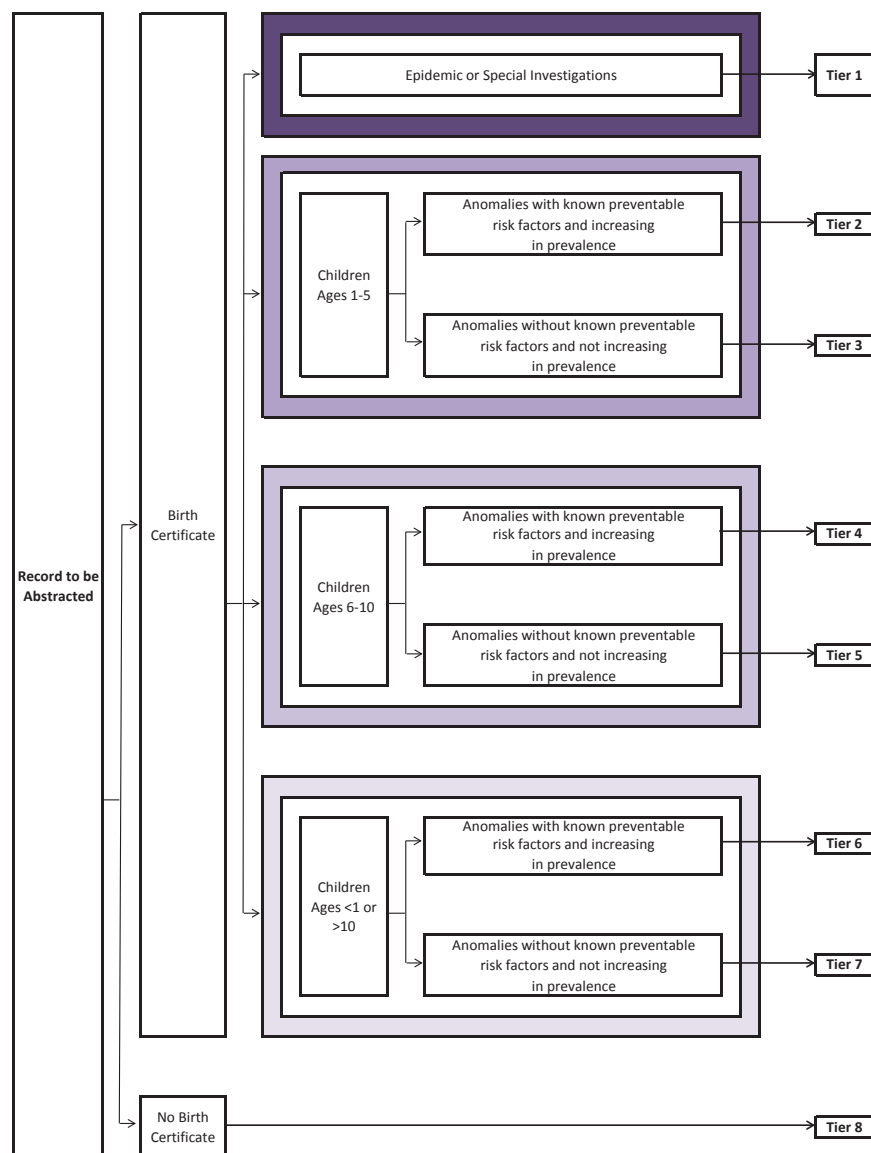 Record to be
Abstracted
Birth
Certificate
Epidemic or Special Investigations
Tier 1
Children
Ages 1-5
Anomalies with known preventable
risk factors and increasing
in prevalence
Tier 2
Anomalies without known preventable
risk factors and not increasing
in prevalence
Tier 3
Children
Ages 6-10
Anomalies with known preventable
risk factors and increasing
in prevalence
Tier 4
Anomalies without known preventable
risk factors and not increasing
in prevalence
Tier 5
Children
Ages <1 or
>10
Anomalies with known preventable
risk factors and increasing
in prevalence
Tier 6
Anomalies without known preventable
risk factors and not increasing
in prevalence
Tier 7
No Birth
Certificate
Tier 8